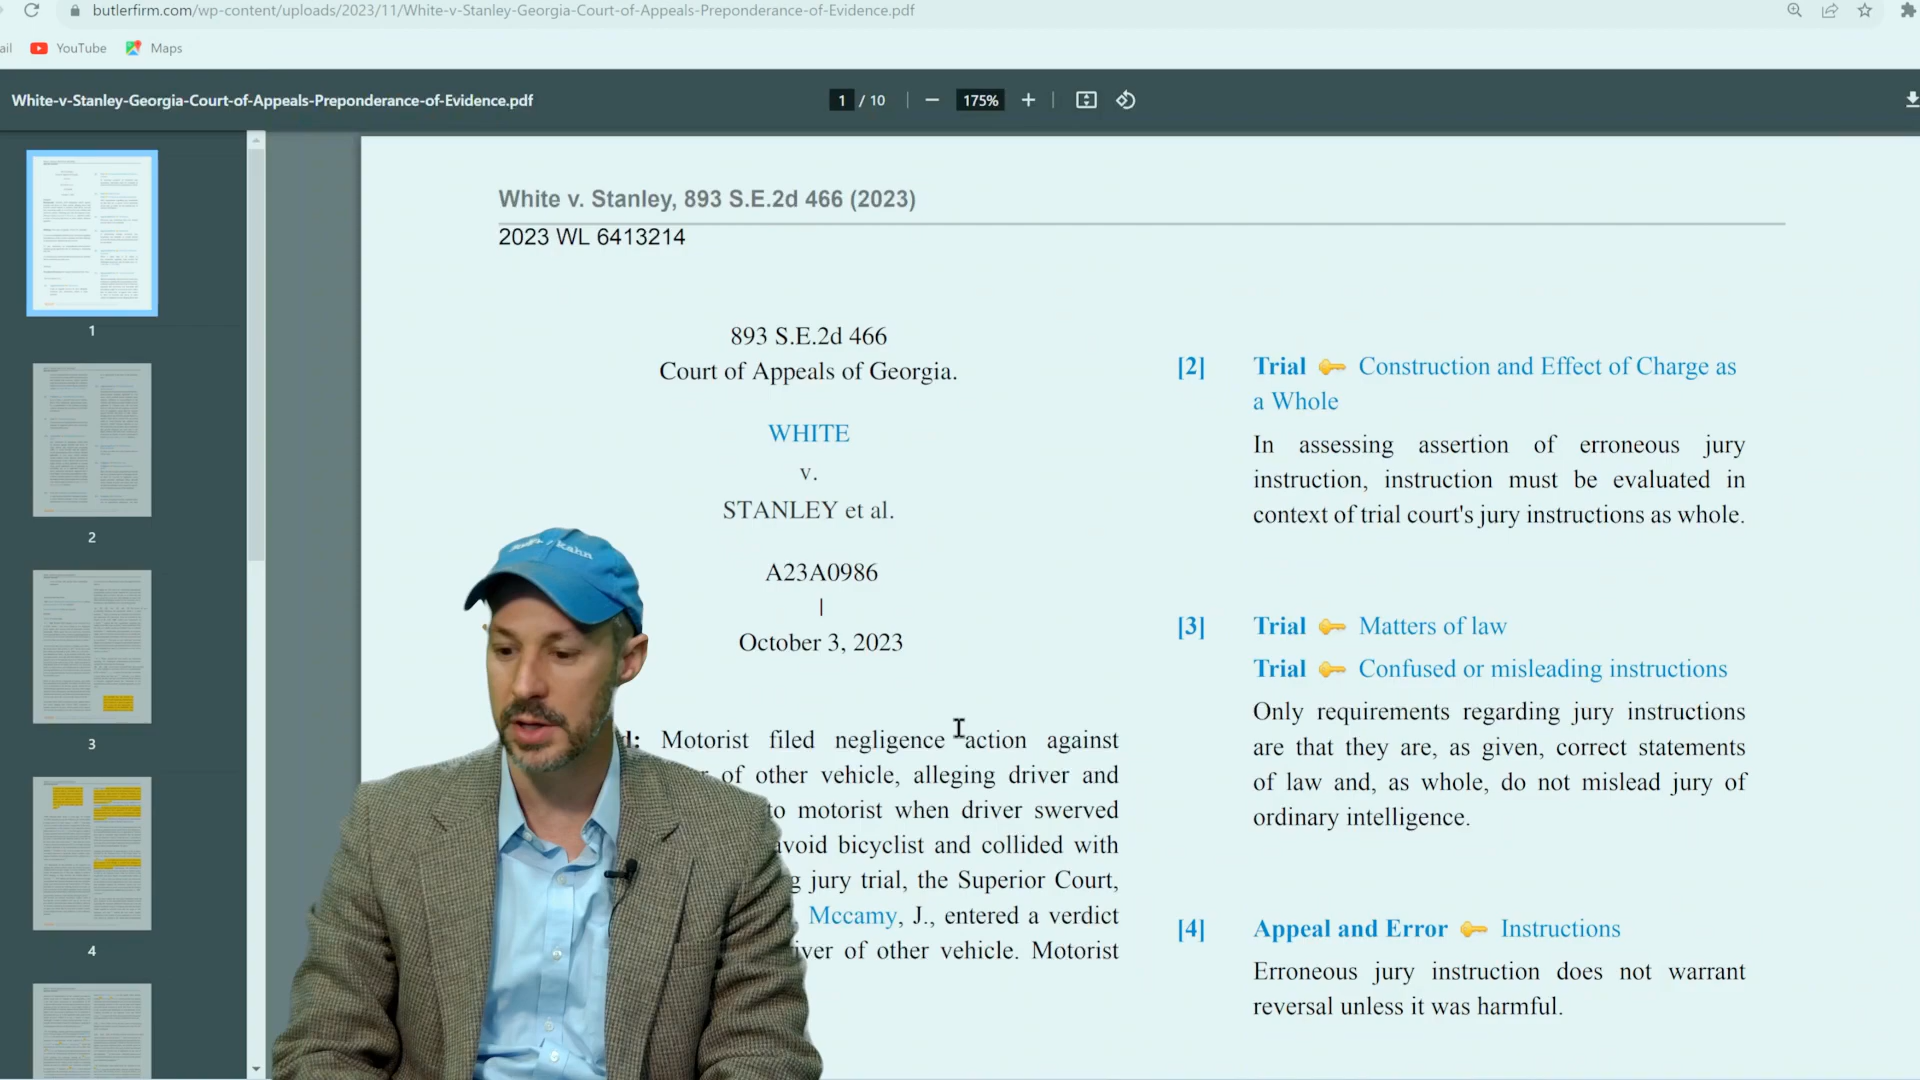 butlerfirm.com/wp-content/uploads/2023/11/White-v-Stanley-Georgia-Court-of-Appeals-Preponderance-of-Evidence.pdf
ail YouTube Maps
White-v-Stanley-Georgia-Court-of-Appeals-Preponderance-of-Evidence.pdf
1 / 10 175%
1
2
3
4
White v. Stanley, 893 S.E.2d 466 (2023)
2023 WL 6413214
893 S.E.2d 466
Court of Appeals of Georgia.
WHITE
v.
STANLEY et al.
A23A0986
|
October 3, 2023
d: Motorist filed negligence action against
of other vehicle, alleging driver and
to motorist when driver swerved
avoid bicyclist and collided with
g jury trial, the Superior Court,
Mccamy, J., entered a verdict
iver of other vehicle. Motorist
[2] Trial Construction and Effect of Charge as
a Whole
In assessing assertion of erroneous jury
instruction, instruction must be evaluated in
context of trial court's jury instructions as whole.
[3] Trial Matters of law
Trial Confused or misleading instructions
Only requirements regarding jury instructions
are that they are, as given, correct statements
of law and, as whole, do not mislead jury of
ordinary intelligence.
[4] Appeal and Error Instructions
Erroneous jury instruction does not warrant
reversal unless it was harmful.
kahn